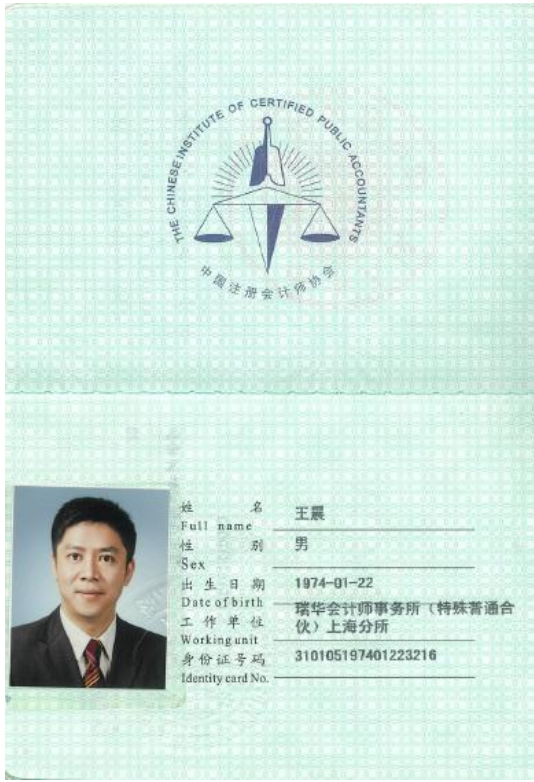 THE CHINESE INSTITUTE OF CERTIFIED PUBLIC ACCOUNTANTS
中国注册会计师协会
姓 名 王晨
Full name
性 别 男
Sex
出生日期 1974-01-22
Date of birth
工作单位 瑞华会计师事务所（特殊普通合
伙）上海分所
Working unit
身份证号码 310105197401223216
Identity card No.